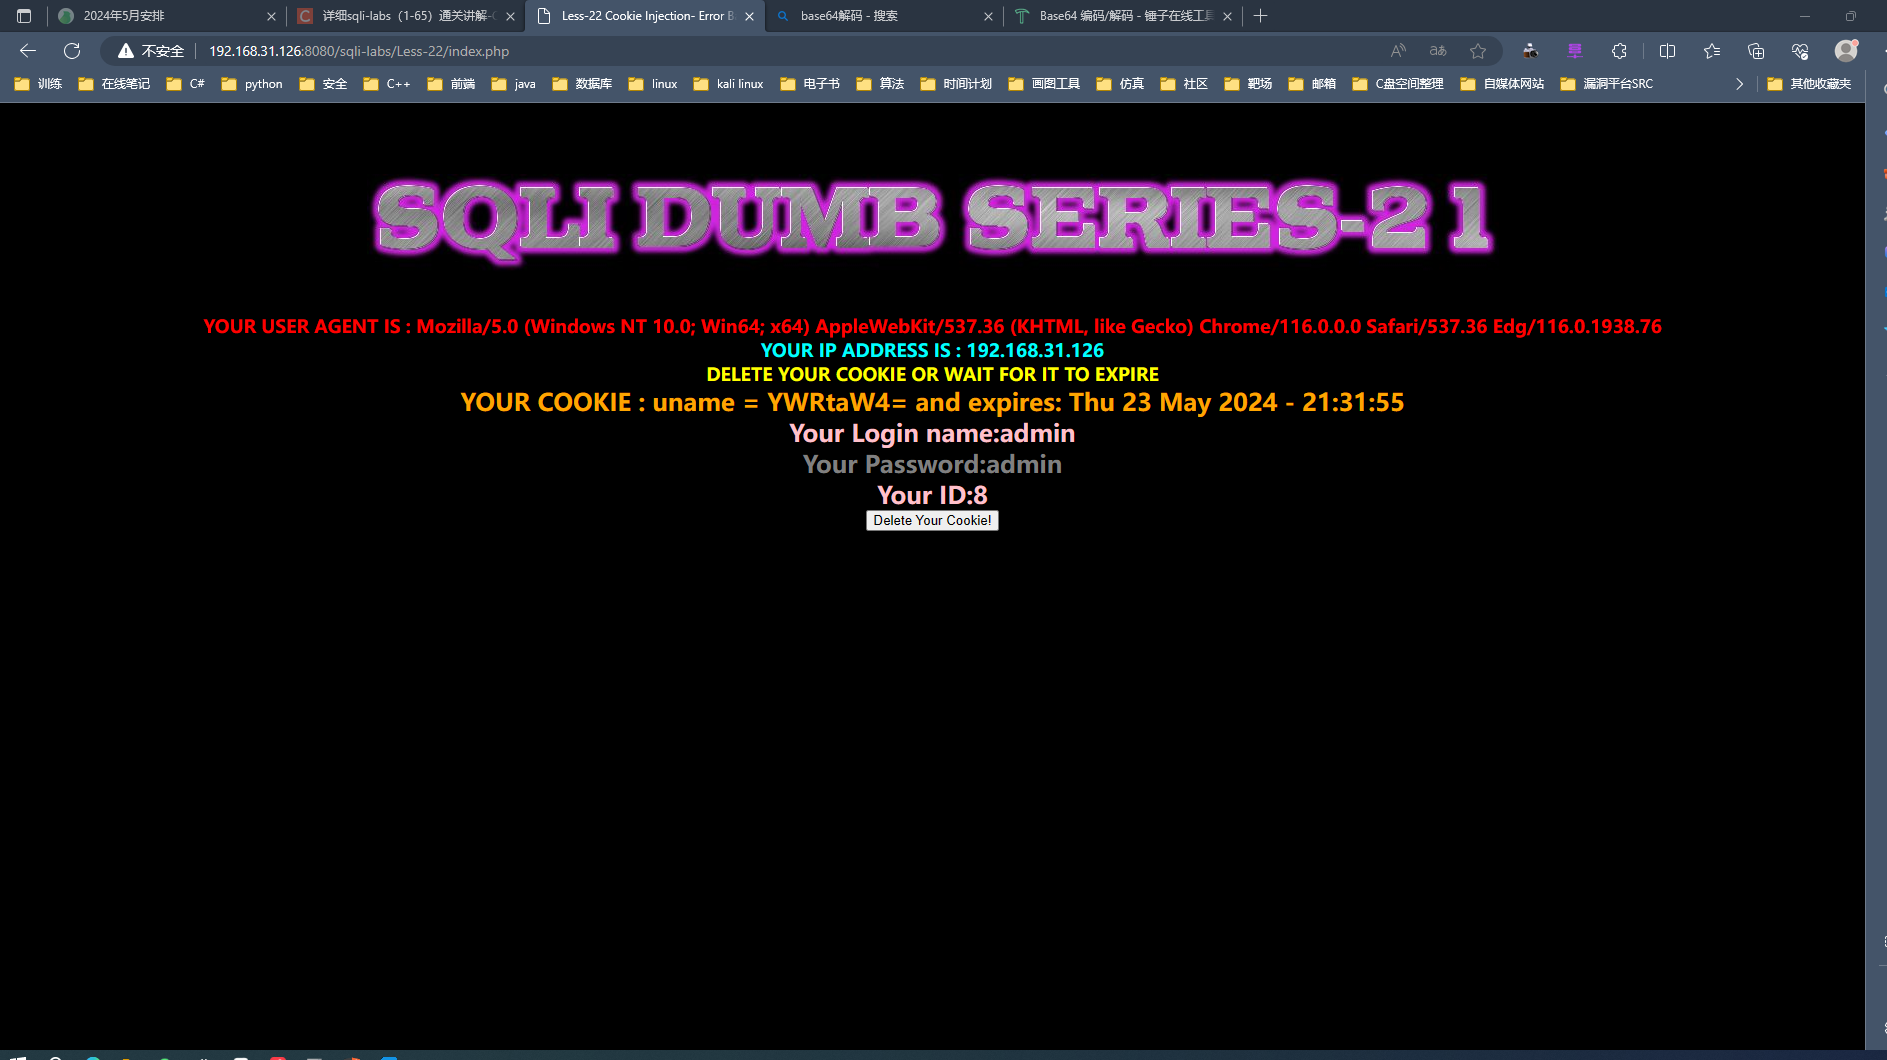 2024年5月安排
详细sqli-labs（1-65）通关讲解-
Less-22 Cookie Injection- Error B
base64解码 - 搜索
Base64 编码/解码 - 锤子在线工具
不安全 192.168.31.126:8080/sqli-labs/Less-22/index.php
训练 在线笔记 C# python 安全 C++ 前端 java 数据库 linux kali linux 电子书 算法 时间计划 画图工具 仿真 社区 靶场 邮箱 C盘空间整理 自媒体网站 漏洞平台SRC 其他收藏夹
SQLI DUMB SERIES-21
YOUR USER AGENT IS : Mozilla/5.0 (Windows NT 10.0; Win64; x64) AppleWebKit/537.36 (KHTML, like Gecko) Chrome/116.0.0.0 Safari/537.36 Edg/116.0.1938.76
YOUR IP ADDRESS IS : 192.168.31.126
DELETE YOUR COOKIE OR WAIT FOR IT TO EXPIRE
YOUR COOKIE : uname = YWRtaW4= and expires: Thu 23 May 2024 - 21:31:55
Your Login name:admin
Your Password:admin
Your ID:8
Delete Your Cookie!